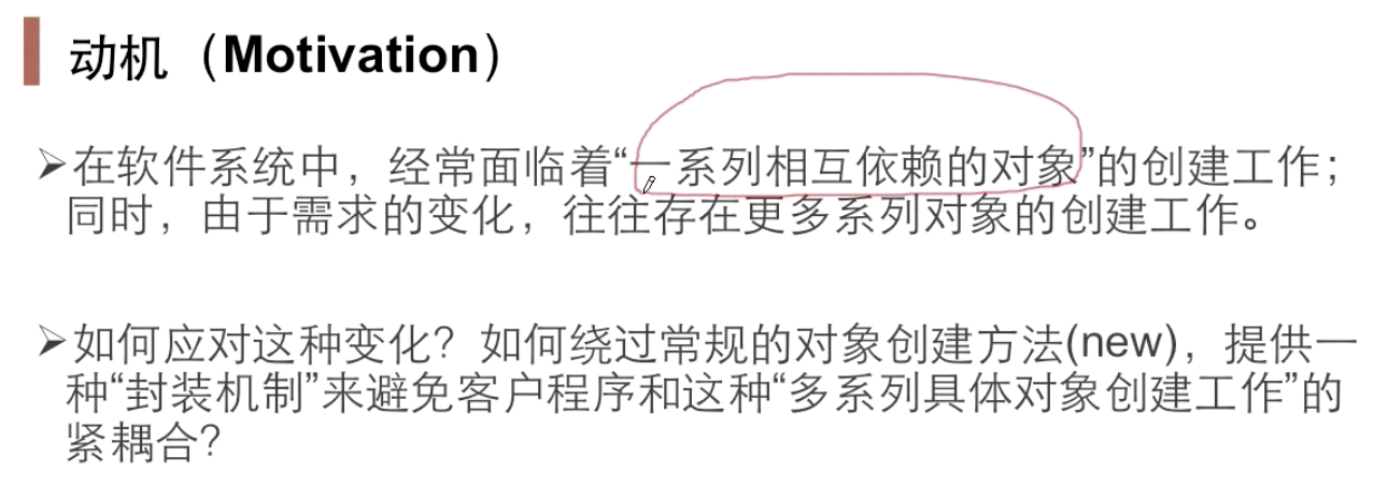 动机（Motivation）
➢在软件系统中，经常面临着“一系列相互依赖的对象”的创建工作；
同时，由于需求的变化，往往存在更多系列对象的创建工作。
➢如何应对这种变化？如何绕过常规的对象创建方法(new)，提供一
种“封装机制”来避免客户程序和这种“多系列具体对象创建工作”的
紧耦合？